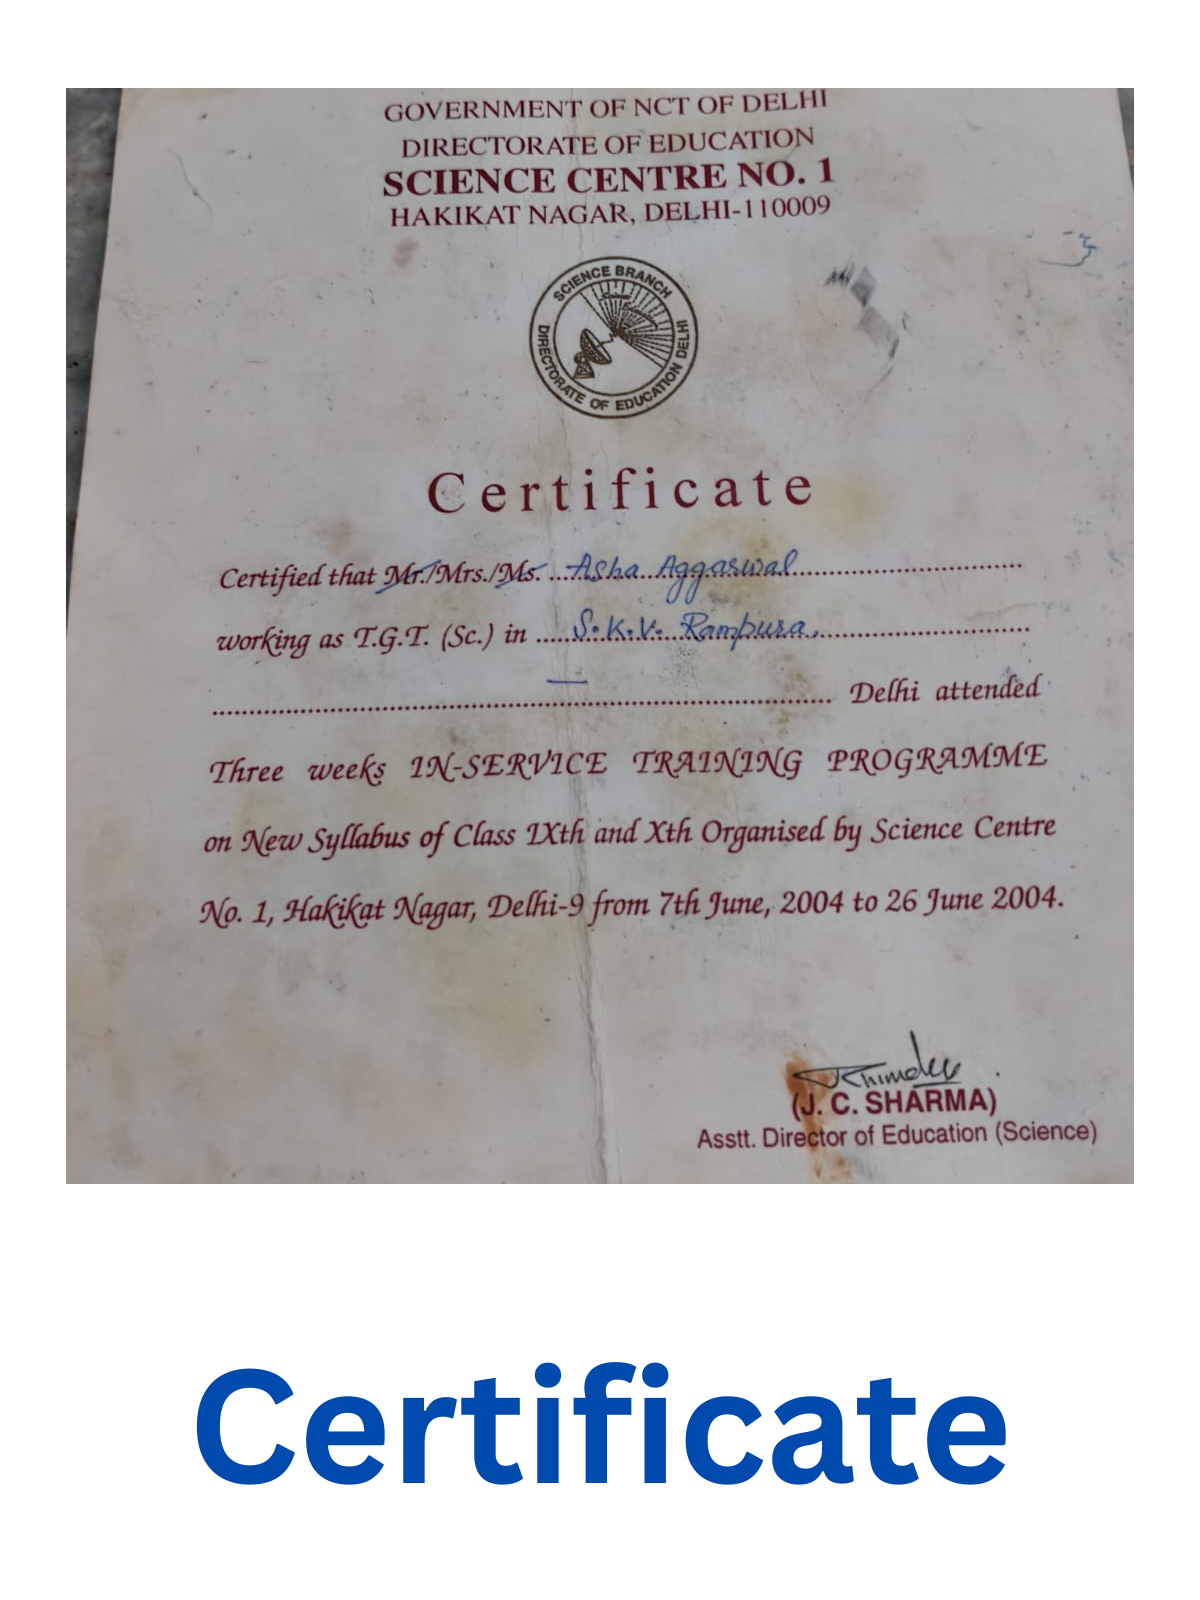 GOVERNMENT OF NCT OF DELHI
DIRECTORATE OF EDUCATION
SCIENCE CENTRE NO. 1
HAKIKAT NAGAR, DELHI-110009
SCIENCE BRANCH
DIRECTORATE OF EDUCATION DELHI
Certificate
Certified that Mr./Mrs./Ms. Asha Aggarwal
working as T.G.T. (Sc.) in S.K.V. Rampura,
Delhi attended
Three weeks IN-SERVICE TRAINING PROGRAMME
on New Syllabus of Class IXth and Xth Organised by Science Centre
No. 1, Hakikat Nagar, Delhi-9 from 7th June, 2004 to 26 June 2004.
(J. C. SHARMA)
Asstt. Director of Education (Science)
Certificate